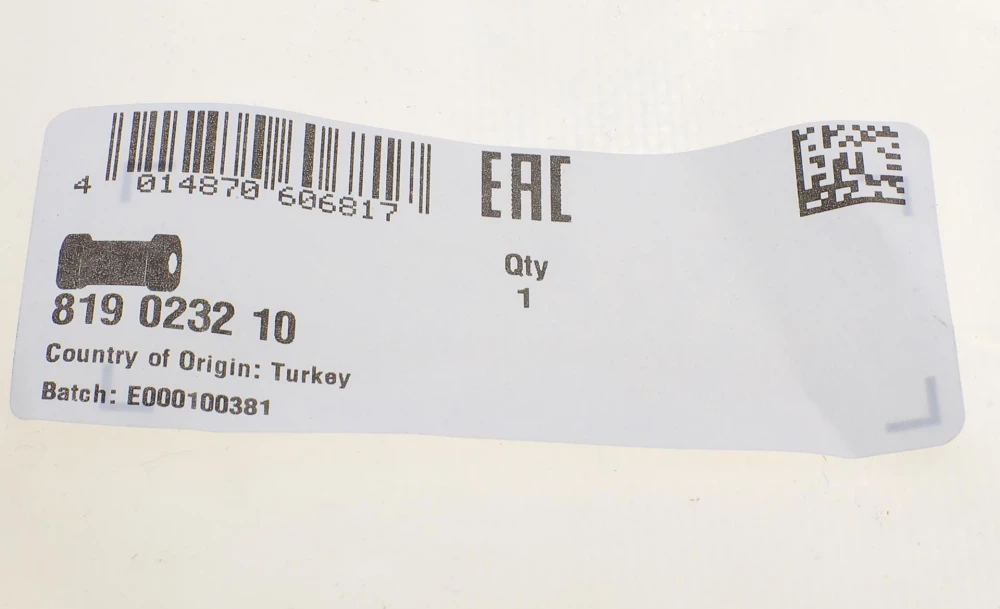 4 014870 606817
EAC
Qty
1
819 0232 10
Country of Origin: Turkey
Batch: E000100381